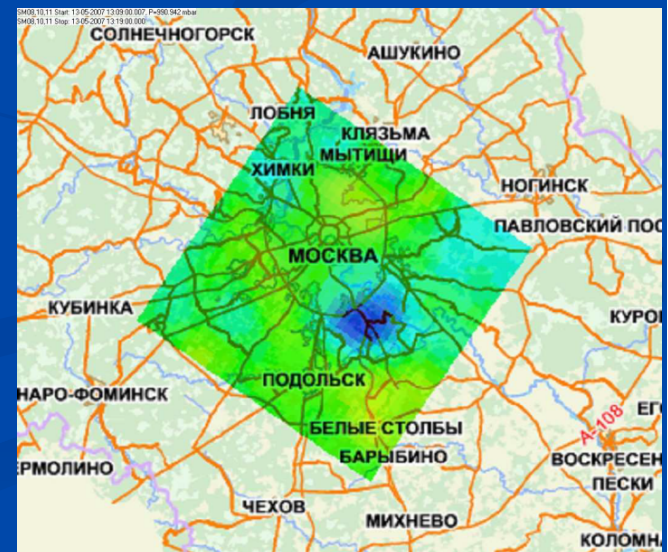 SM08,10,11 Start: 13-05-2007 13:09:00.007, P=990.942 mbar
SM08,10,11 Stop: 13-05-2007 13:19:00.000
СОЛНЕЧНОГОРСК
АШУКИНО
ЛОБНЯ
КЛЯЗЬМА
МЫТИЩИ
ХИМКИ
НОГИНСК
ПАВЛОВСКИЙ ПОС
МОСКВА
КУБИНКА
КУРО
ПОДОЛЬСК
НАРО-ФОМИНСК
ЕГ
А-108
БЕЛЫЕ СТОЛБЫ
БАРЫБИНО
ВОСКРЕСЕН
ЕРМОЛИНО
ПЕСКИ
ЧЕХОВ
МИХНЕВО
КОЛОМН